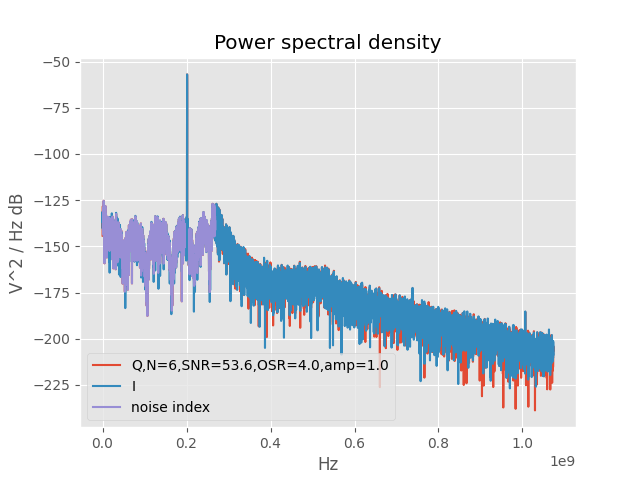 Power spectral density
V^2 / Hz dB
−50
−75
−100
−125
−150
−175
−200
−225
Q,N=6,SNR=53.6,OSR=4.0,amp=1.0
I
noise index
0.0 0.2 0.4 0.6 0.8 1.0
1e9
Hz